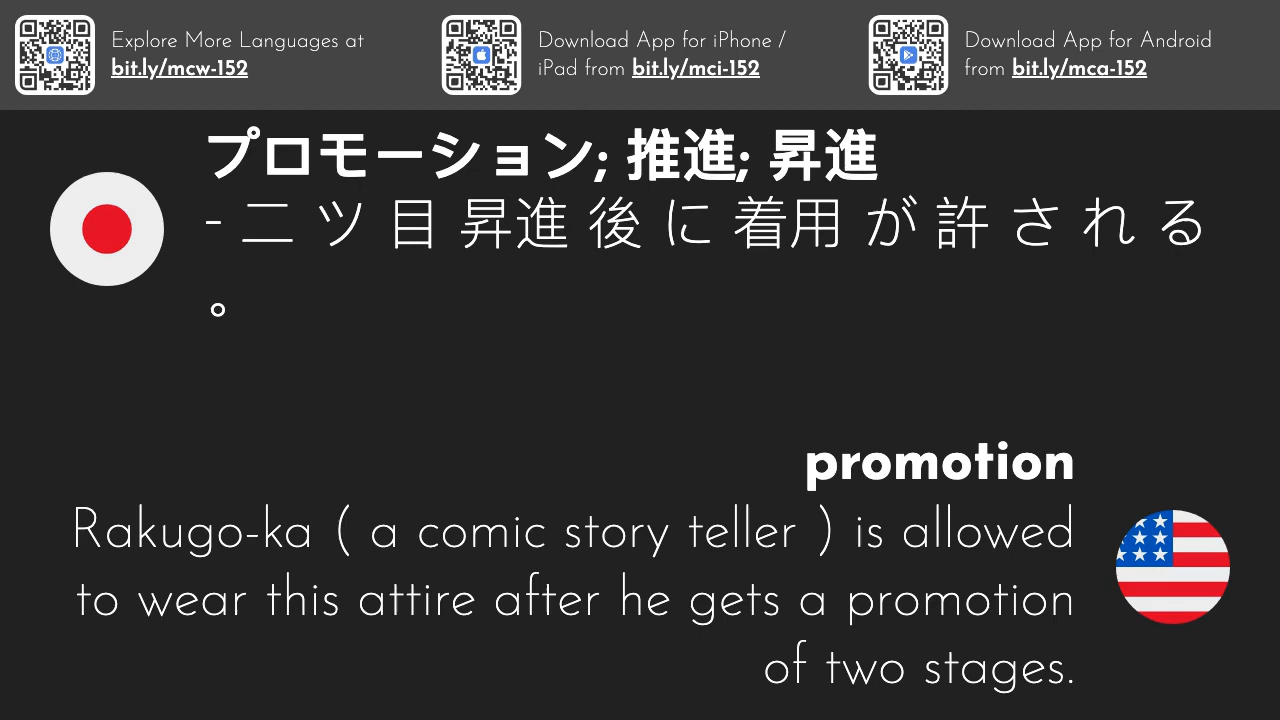 Explore More Languages at
bit.ly/mcw-152
Download App for iPhone /
iPad from bit.ly/mci-152
Download App for Android
from bit.ly/mca-152
プロモーション; 推進; 昇進
- 二 ツ 目 昇進 後 に 着用 が 許 さ れ る
。
promotion
Rakugo-ka ( a comic story teller ) is allowed
to wear this attire after he gets a promotion
of two stages.